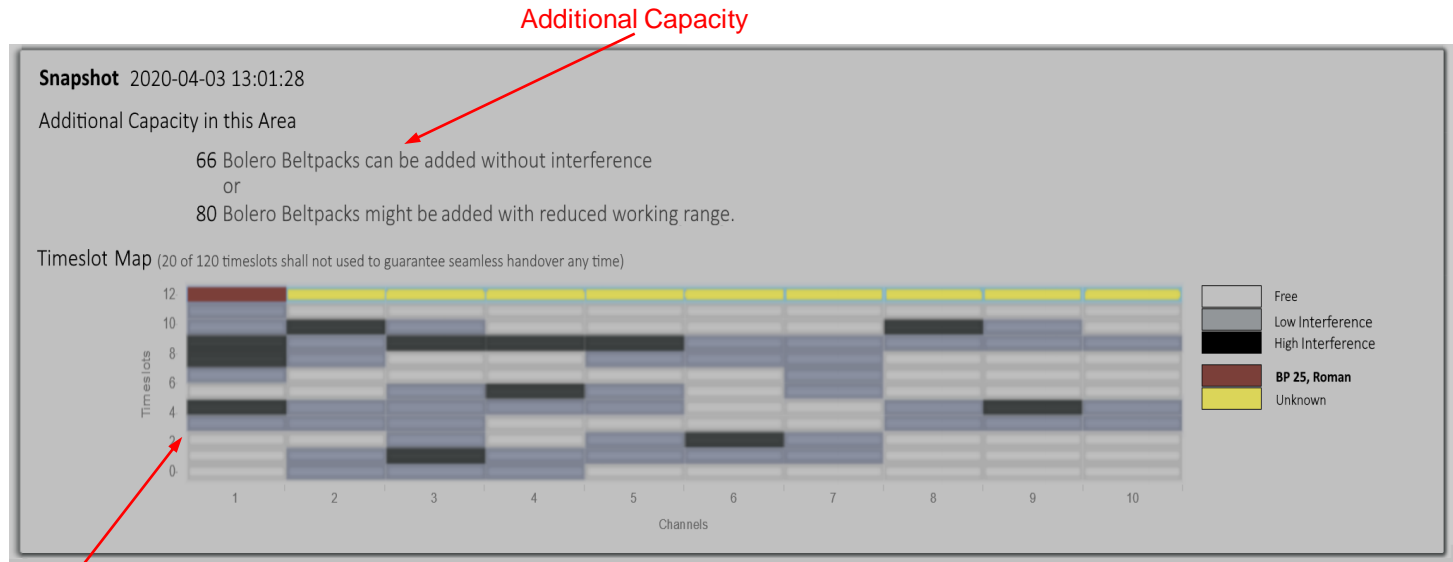 Additional Capacity
Snapshot 2020-04-03 13:01:28
Additional Capacity in this Area
66 Bolero Beltpacks can be added without interference
or
80 Bolero Beltpacks might be added with reduced working range.
Timeslot Map (20 of 120 timeslots shall not used to guarantee seamless handover any time)
12
10
8
6
4
2
0
Timeslots
1 2 3 4 5 6 7 8 9 10
Channels
Free
Low Interference
High Interference
BP 25, Roman
Unknown